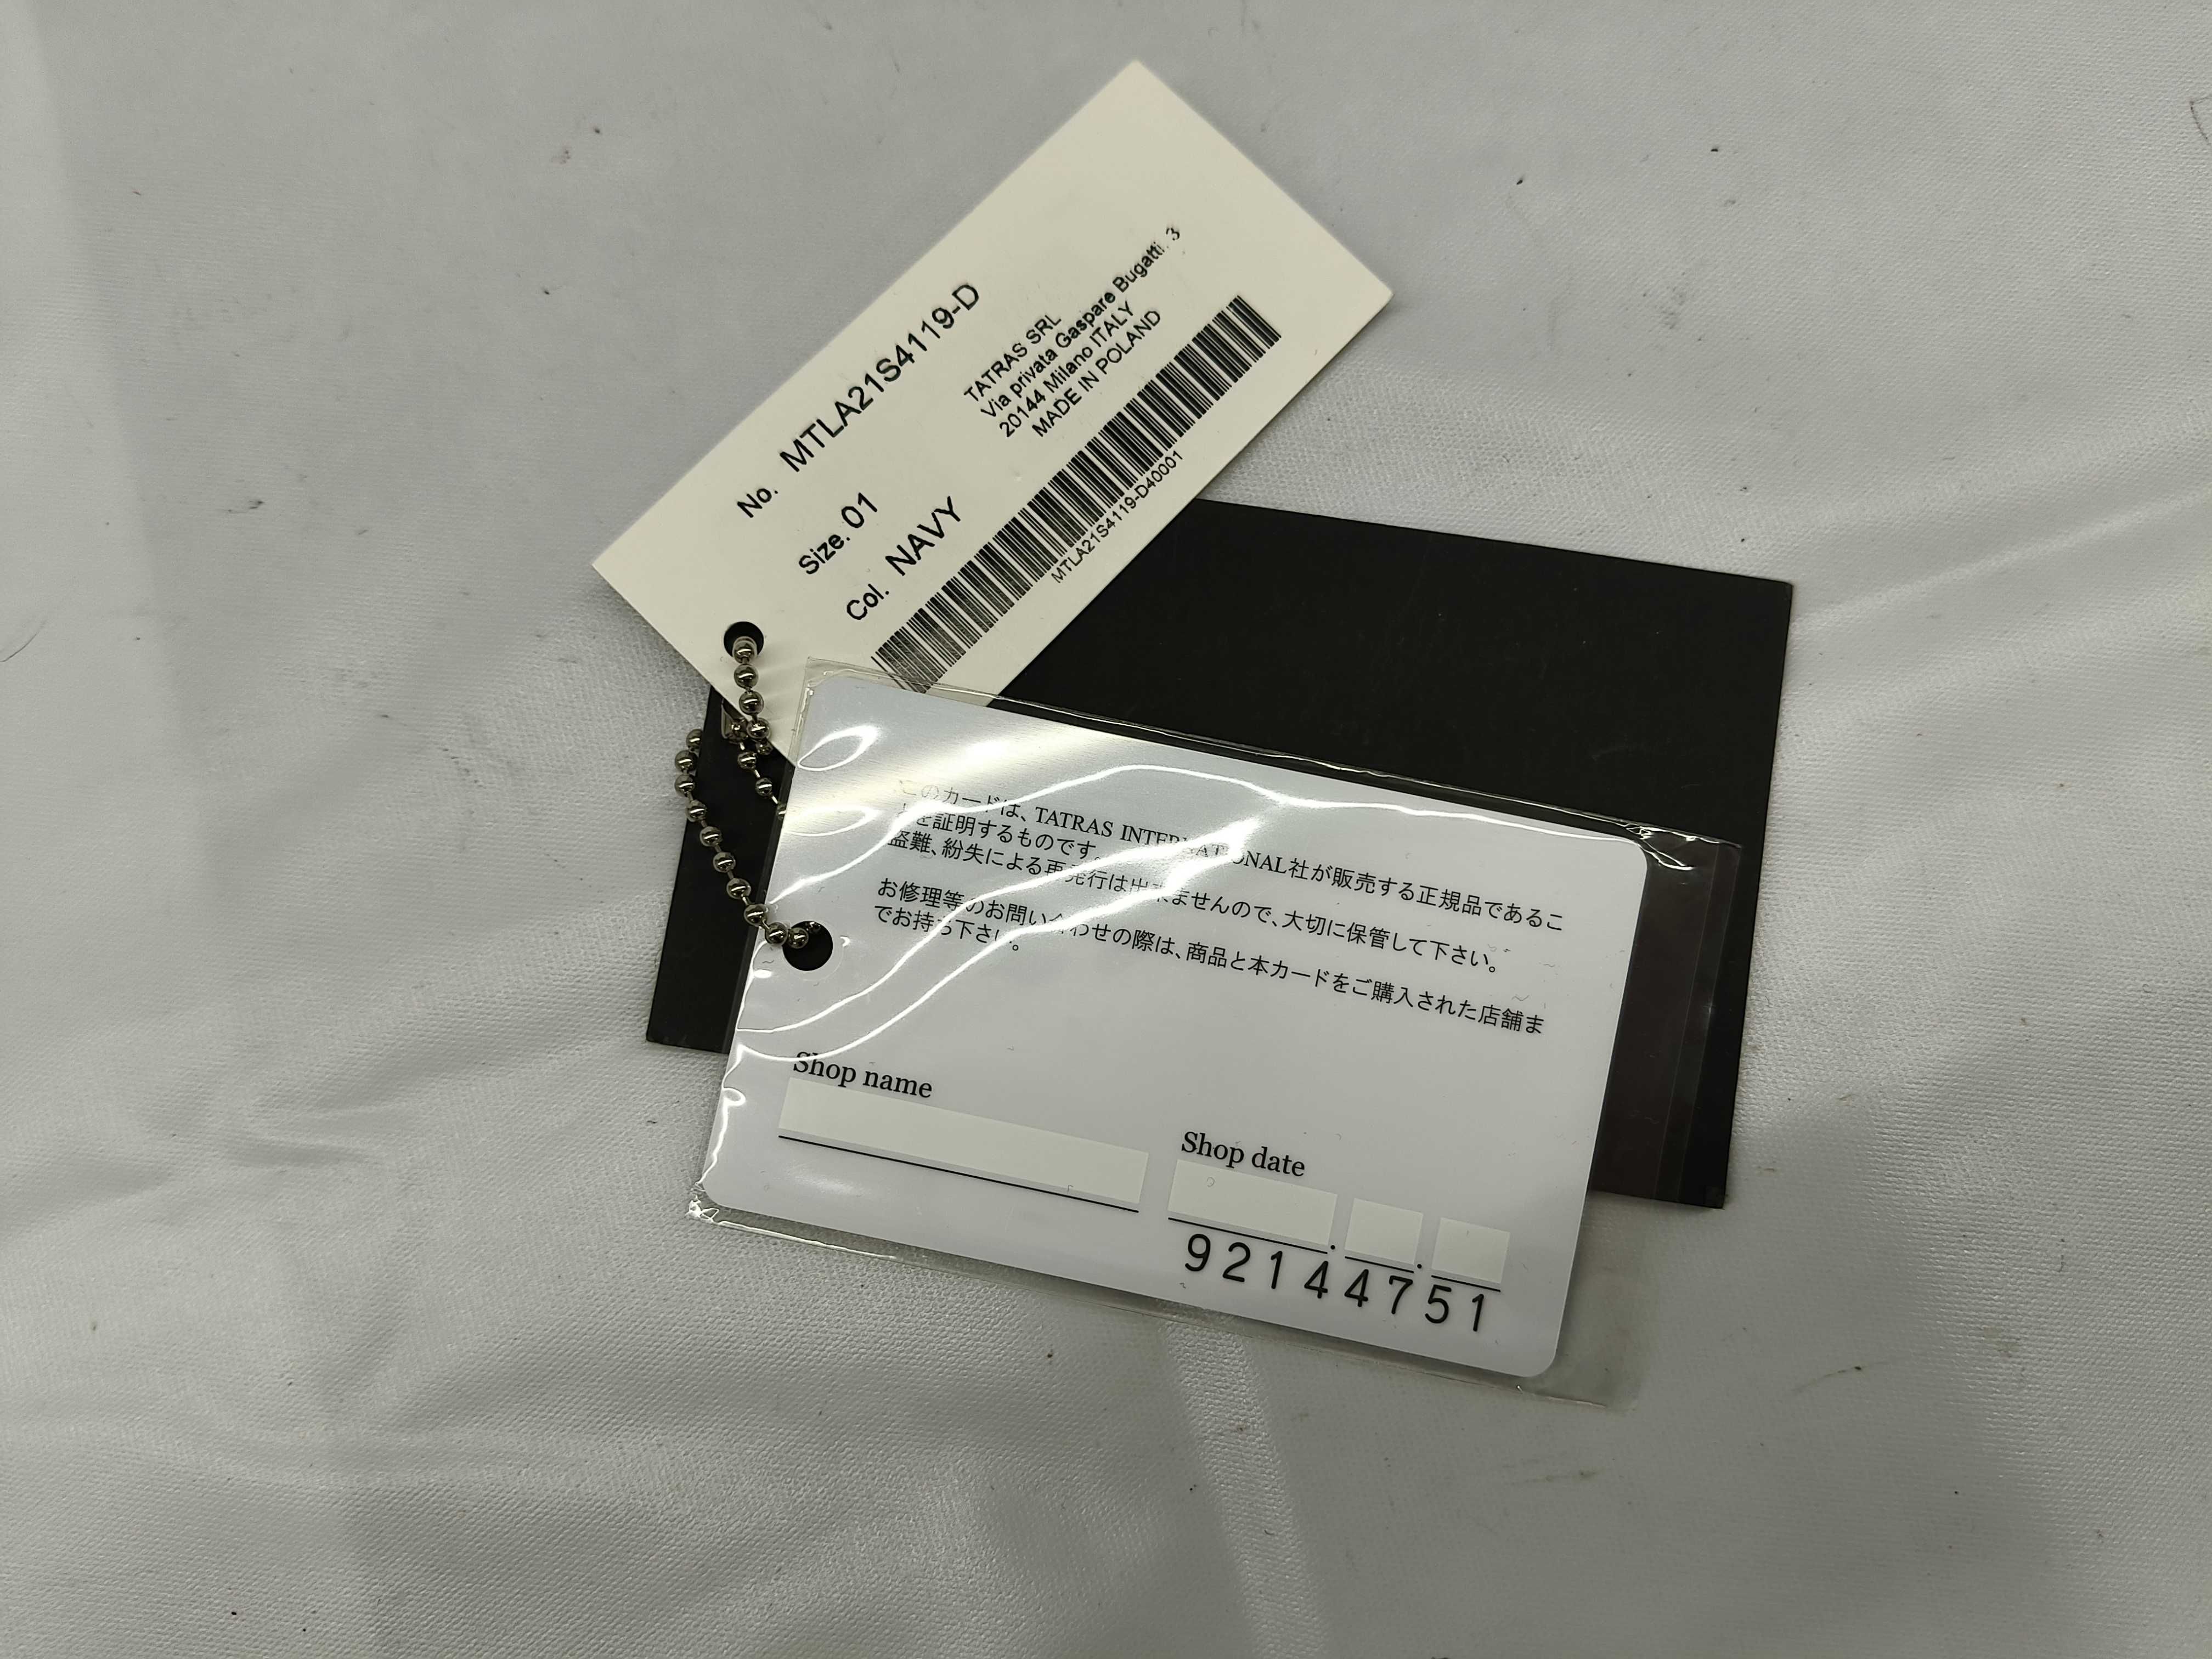 No. MTLA21S4119-D
Size. 01
Col. NAVY
TATRAS SRL
Via privata Gaspare Bugatti. 3
20144 Milano ITALY
MADE IN POLAND
MTLA21S4119-D40001
このカードは、TATRAS INTERNATIONAL社が販売する正規品であるこ
とを証明するものです。
盗難、紛失による再発行は出来ませんので、大切に保管して下さい。
お修理等のお問い合わせの際は、商品と本カードをご購入された店舗ま
でお持ち下さい。
Shop name
Shop date
92144751